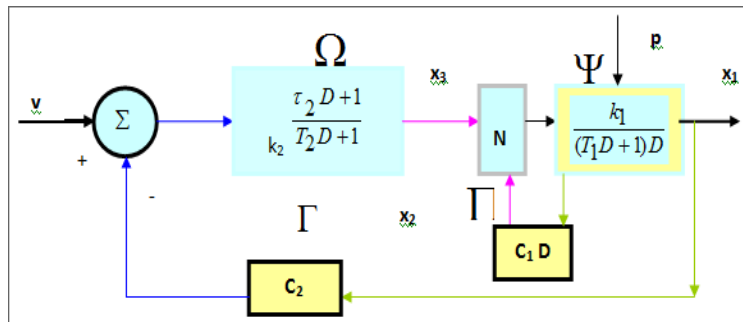 Ω
Ψ
p
x₃
x₁
v
Σ
k₂ τ₂D+1
T₂D+1
N
k₁
(T₁D+1)D
+
-
Γ
x₂
Π
C₁ D
C₂